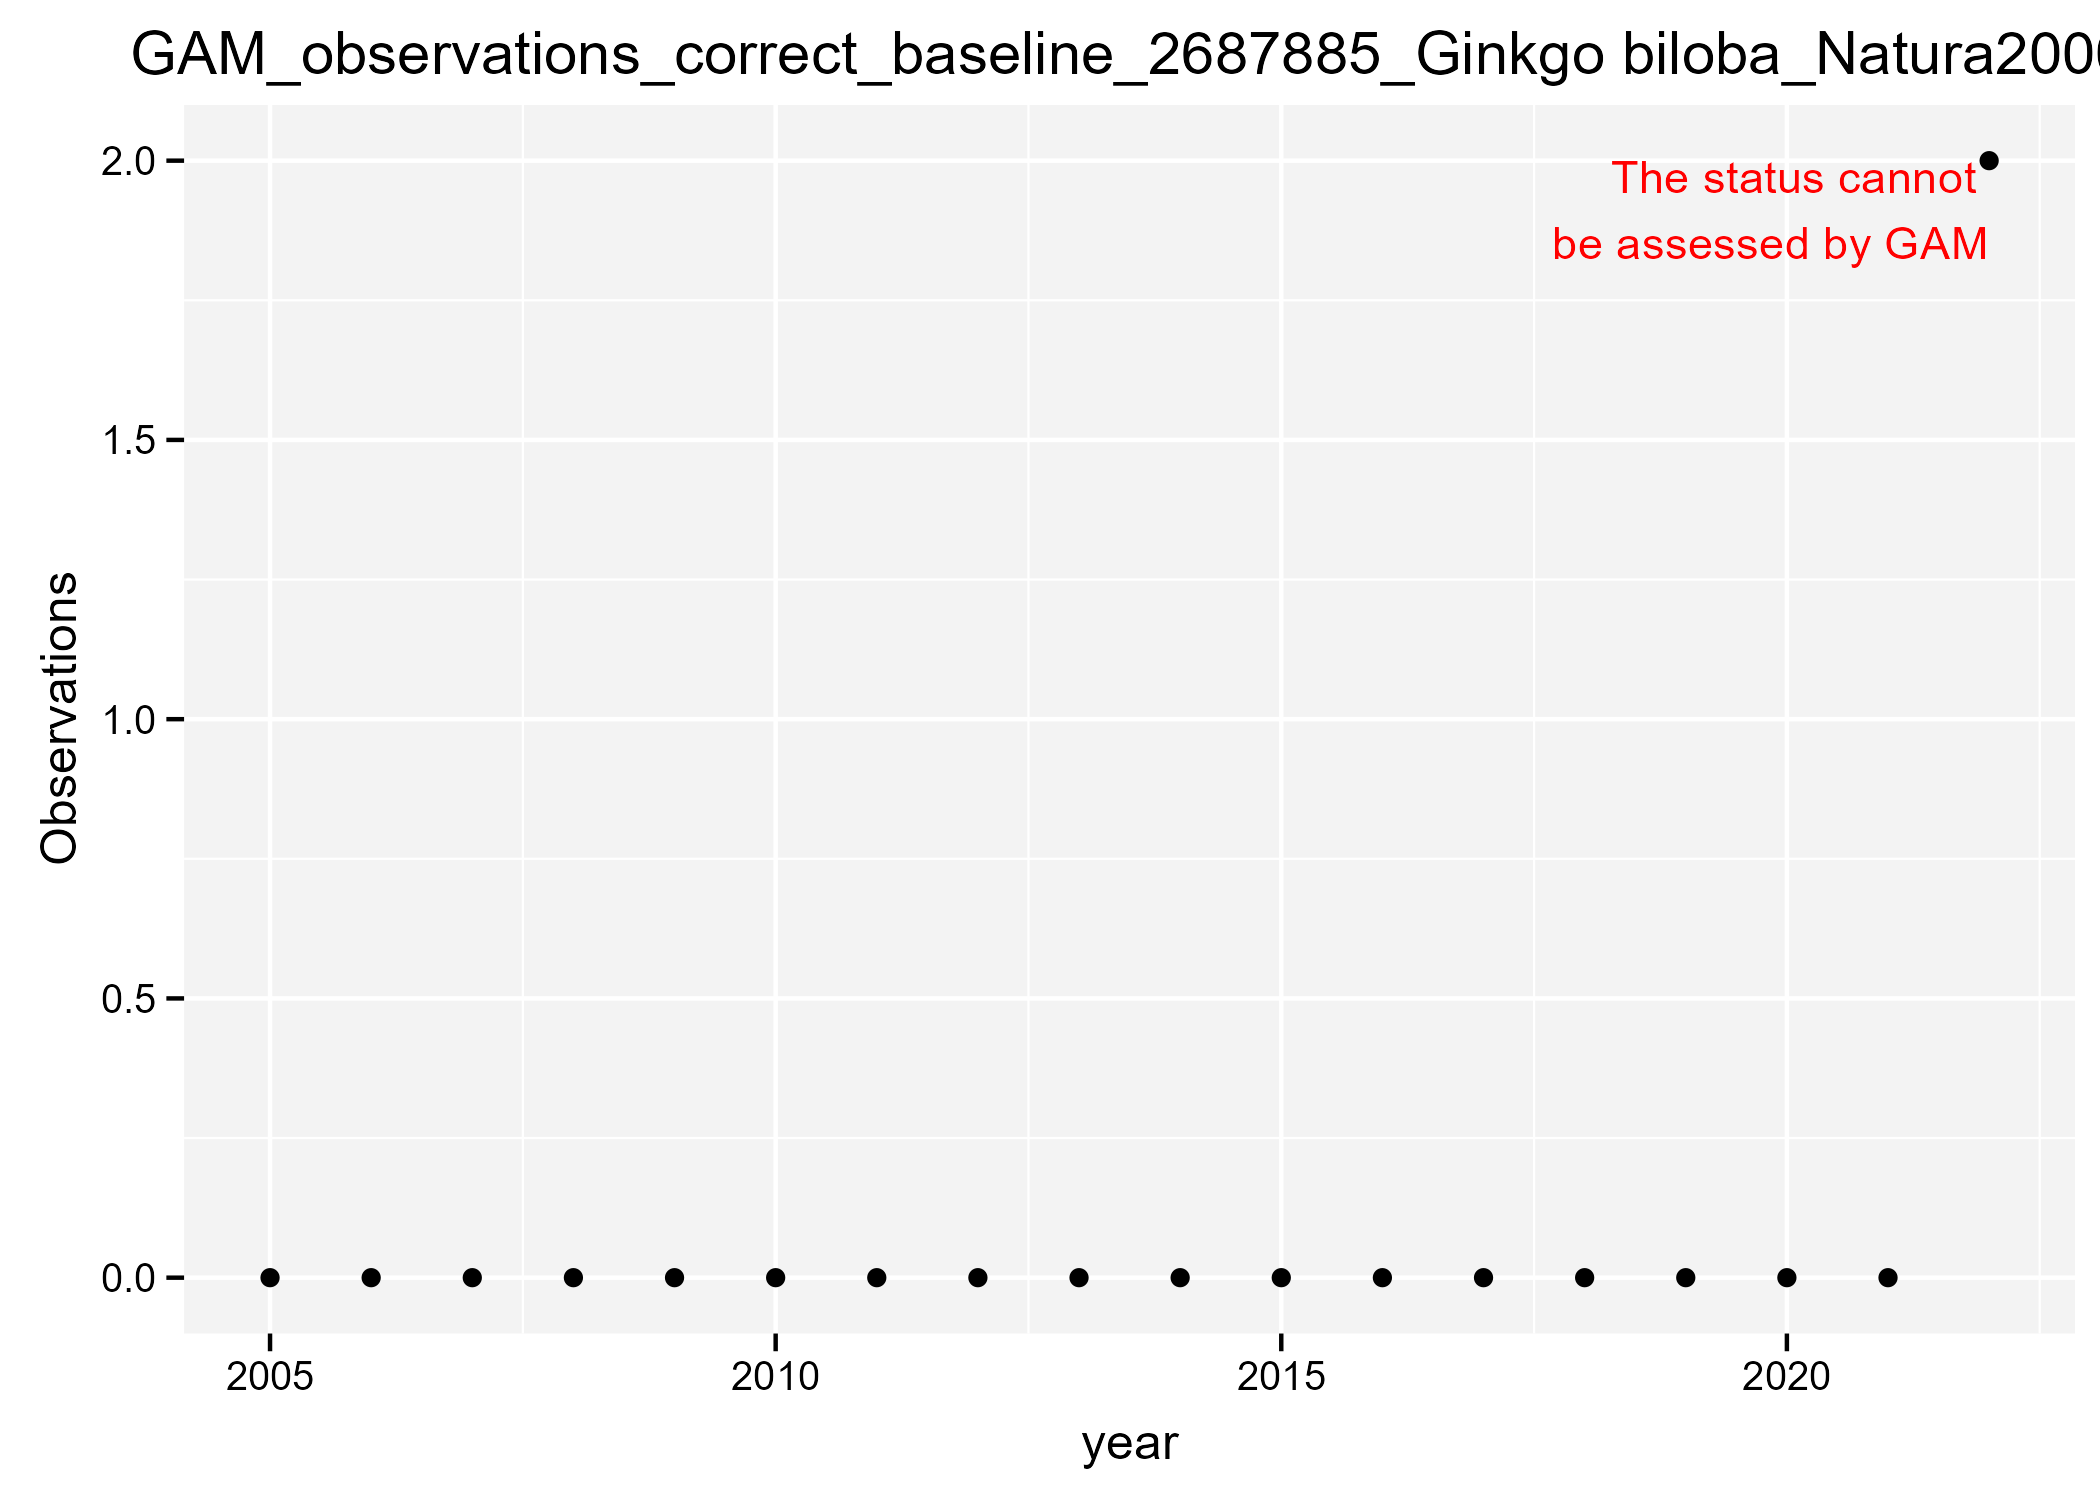 GAM_observations_correct_baseline_2687885_Ginkgo biloba_Natura200
2.0
The status cannot
be assessed by GAM
1.5
1.0
0.5
0.0
Observations
2005 2010 2015 2020
year